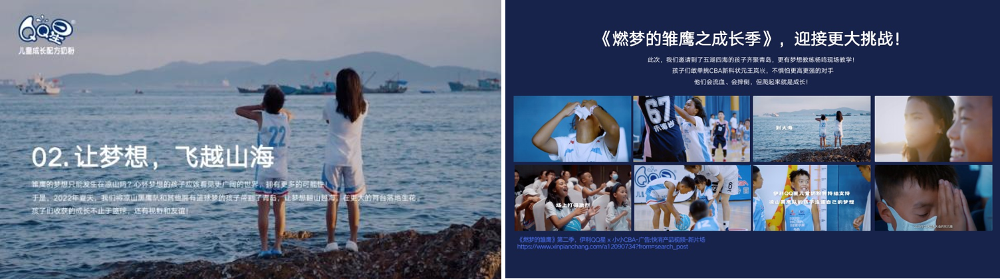 QQ星
儿童成长配方奶粉
02.让梦想，飞越山海
雏鹰的梦想只能发生在凉山吗？心怀梦想的孩子应该看见更广阔的世界，拥有更多的可能性！
于是，2022年夏天，我们将凉山黑鹰队和其他拥有篮球梦的孩子带到了青岛，让梦想翻山越海，在更大的舞台落地生花。
孩子们收获的成长不止于篮球，还有视野和友谊！
22
《燃梦的雏鹰之成长季》，迎接更大挑战！
此次，我们邀请到了五湖四海的孩子齐聚青岛，更有梦想教练杨鸣现场教学！
孩子们敢单挑CBA新科状元王岚嵚，不惧怕更高更强的对手
他们会流血、会摔倒，但爬起来就是成长！
67
到大海
场上打得激烈
6
伊利QQ星儿童奶粉将持续支持
凉山黑鹰队的孩子走进自己的梦想
《燃梦的雏鹰》第二季，伊利QQ星 x 小小CBA-广告·快消产品视频-新片场
https://www.xinpianchang.com/a12090734?from=search_post